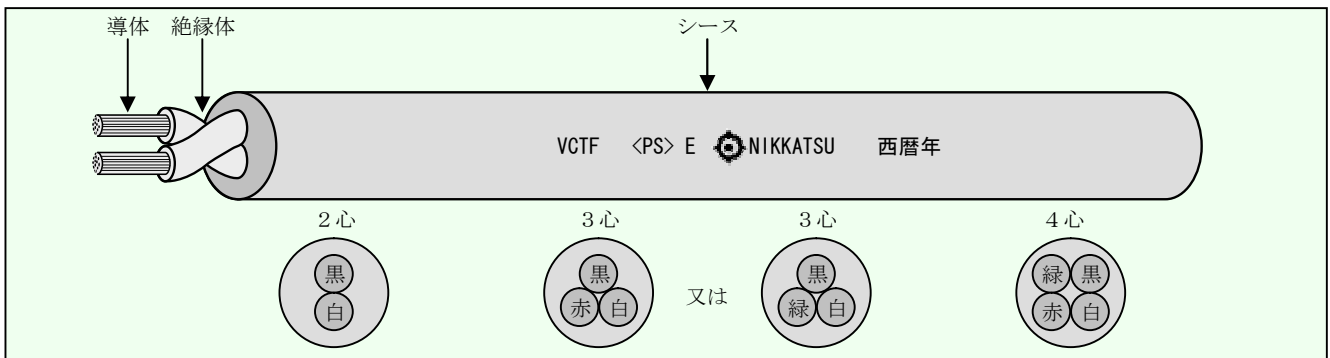 導体 絶縁体 シース
VCTF <PS> E NIKKATSU 西暦年
2心 3心 3心 4心
黒 黒 黒 緑 黒
白 赤 白 又は 緑 白 赤 白